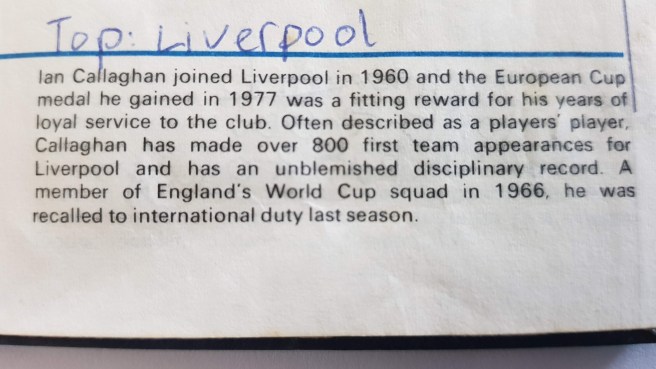 Top: Liverpool
Ian Callaghan joined Liverpool in 1960 and the European Cup
medal he gained in 1977 was a fitting reward for his years of
loyal service to the club. Often described as a players' player,
Callaghan has made over 800 first team appearances for
Liverpool and has an unblemished disciplinary record. A
member of England's World Cup squad in 1966, he was
recalled to international duty last season.